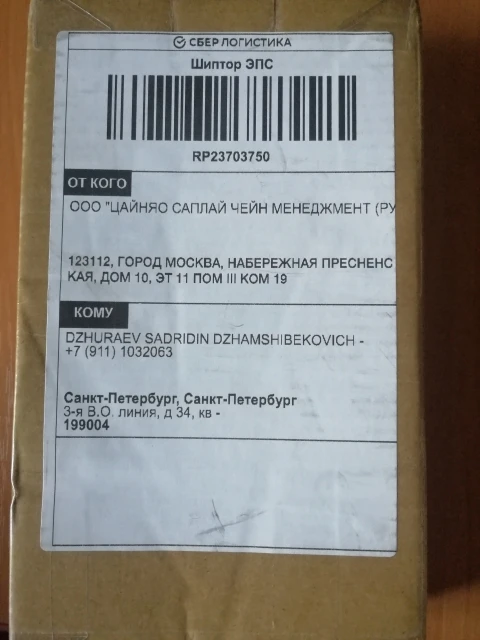 СБЕР ЛОГИСТИКА
Шиптор ЭПС
RP23703750
ОТ КОГО
ООО "ЦАЙНЯО САПЛАЙ ЧЕЙН МЕНЕДЖМЕНТ (РУ
123112, ГОРОД МОСКВА, НАБЕРЕЖНАЯ ПРЕСНЕНС
КАЯ, ДОМ 10, ЭТ 11 ПОМ III КОМ 19
КОМУ
DZHURAEV SADRIDIN DZHAMSHIBEKOVICH -
+7 (911) 1032063
Санкт-Петербург, Санкт-Петербург
3-я В.О. линия, д 34, кв -
199004